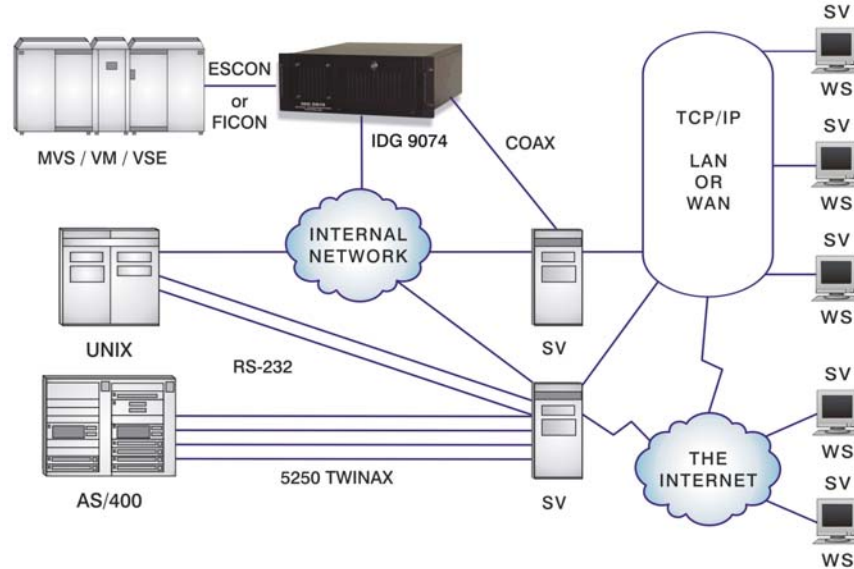 ESCON
or
FICON
MVS / VM / VSE
IDG 9074
COAX
TCP/IP
LAN
OR
WAN
SV
WS
SV
WS
SV
WS
INTERNAL
NETWORK
UNIX
SV
RS-232
AS/400
5250 TWINAX
SV
THE
INTERNET
SV
WS
SV
WS